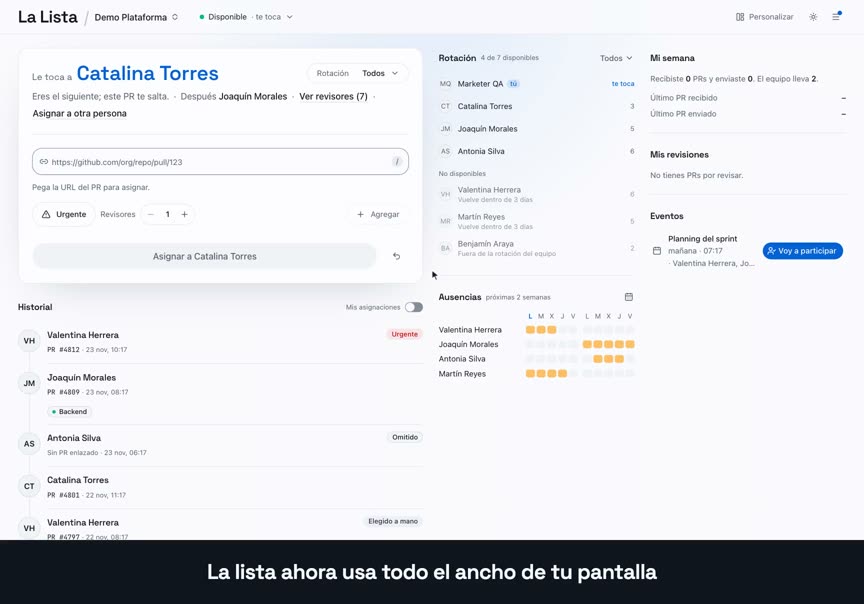 La Lista / Demo Plataforma
Disponible · te toca
Personalizar
Le toca a Catalina Torres
Rotación Todos
Eres el siguiente; este PR te salta. · Después Joaquín Morales · Ver revisores (7) ·
Asignar a otra persona
https://github.com/org/repo/pull/123 /
Pega la URL del PR para asignar.
Urgente Revisores − 1 + + Agregar
Asignar a Catalina Torres
Historial
Mis asignaciones
VH Valentina Herrera Urgente
PR #4812 · 23 nov, 10:17
JM Joaquín Morales
PR #4809 · 23 nov, 08:17
Backend
AS Antonia Silva Omitido
Sin PR enlazado · 23 nov, 06:17
CT Catalina Torres
PR #4801 · 22 nov, 11:17
VH Valentina Herrera Elegido a mano
PR #4797 · 22 nov, 08:17
Rotación 4 de 7 disponibles Todos
MQ Marketer QA tú te toca
CT Catalina Torres 3
JM Joaquín Morales 5
AS Antonia Silva 6
No disponibles
VH Valentina Herrera 6
Vuelve dentro de 3 días
MR Martín Reyes 5
Vuelve dentro de 3 días
BA Benjamín Araya 2
Fuera de la rotación del equipo
Ausencias próximas 2 semanas
L M X J V L M X J V
Valentina Herrera
Joaquín Morales
Antonia Silva
Martín Reyes
Mi semana
Recibiste 0 PRs y enviaste 0. El equipo lleva 2.
Último PR recibido –
Último PR enviado –
Mis revisiones
No tienes PRs por revisar.
Eventos
Planning del sprint
mañana · 07:17
· Valentina Herrera, Jo...
Voy a participar
La lista ahora usa todo el ancho de tu pantalla